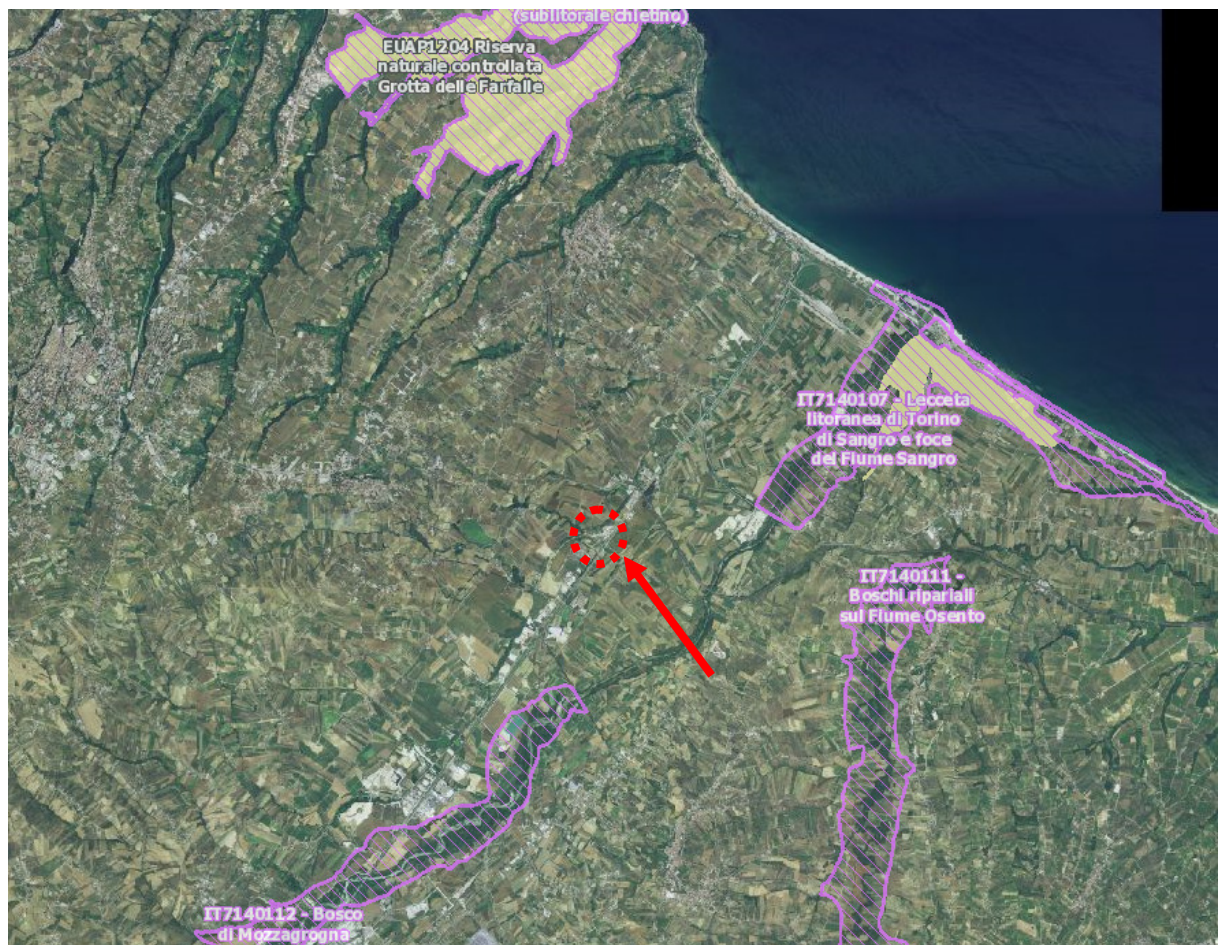 (sublitorale chietino)
EUAP1204 Riserva
naturale controllata
Grotta delle Farfalle
IT7140107 - Lecceta
litoranea di Torino
di Sangro e foce
del Fiume Sangro
IT7140111 -
Boschi ripariali
sul Fiume Osento
IT7140112 - Bosco
di Mozzagrogna